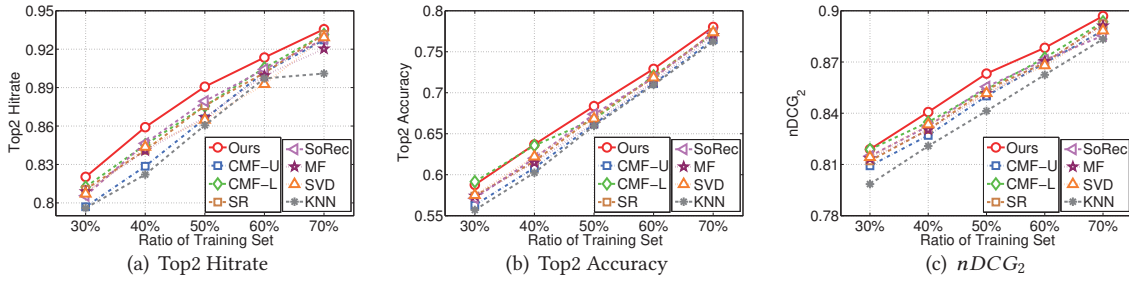 0.95
0.92
0.89
0.86
0.83
0.8
Top2 Hitrate
Ours
CMF-U
CMF-L
SR
SoRec
MF
SVD
KNN
30% 40% 50% 60% 70%
Ratio of Training Set
(a) Top2 Hitrate
0.8
0.75
0.7
0.65
0.6
0.55
Top2 Accuracy
Ours
CMF-U
CMF-L
SR
SoRec
MF
SVD
KNN
30% 40% 50% 60% 70%
Ratio of Training Set
(b) Top2 Accuracy
0.9
0.87
0.84
0.81
0.78
nDCG2
Ours
CMF-U
CMF-L
SR
SoRec
MF
SVD
KNN
30% 40% 50% 60% 70%
Ratio of Training Set
(c) nDCG2